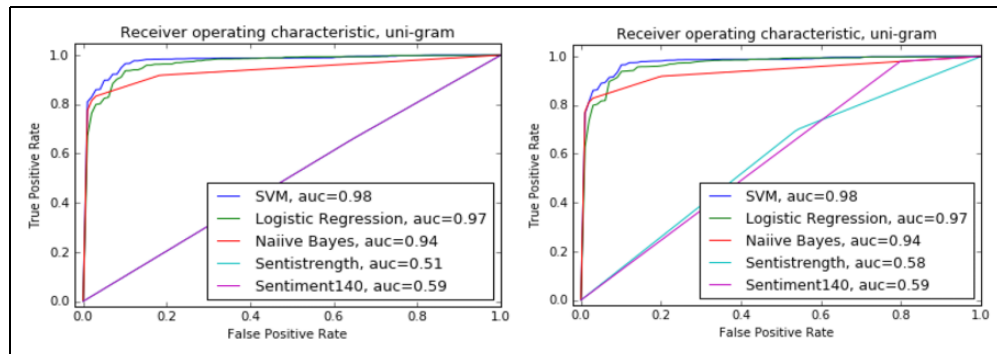 Receiver operating characteristic, uni-gram
True Positive Rate
1.0
0.8
0.6
0.4
0.2
0.0
SVM, auc=0.98
Logistic Regression, auc=0.97
Naiive Bayes, auc=0.94
Sentistrength, auc=0.51
Sentiment140, auc=0.59
0.0 0.2 0.4 0.6 0.8 1.0
False Positive Rate
Receiver operating characteristic, uni-gram
True Positive Rate
1.0
0.8
0.6
0.4
0.2
0.0
SVM, auc=0.98
Logistic Regression, auc=0.97
Naiive Bayes, auc=0.94
Sentistrength, auc=0.58
Sentiment140, auc=0.59
0.0 0.2 0.4 0.6 0.8 1.0
False Positive Rate